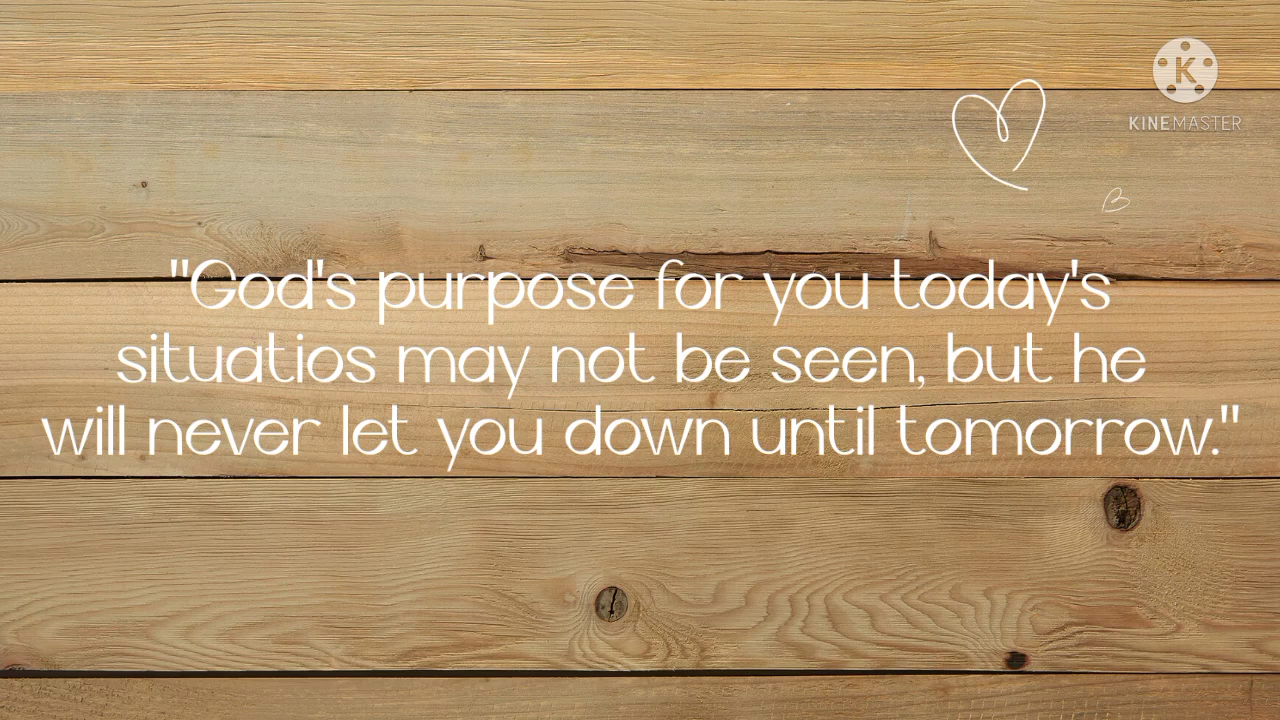 KINEMASTER
"God's purpose for you today's
situatios may not be seen, but he
will never let you down until tomorrow."